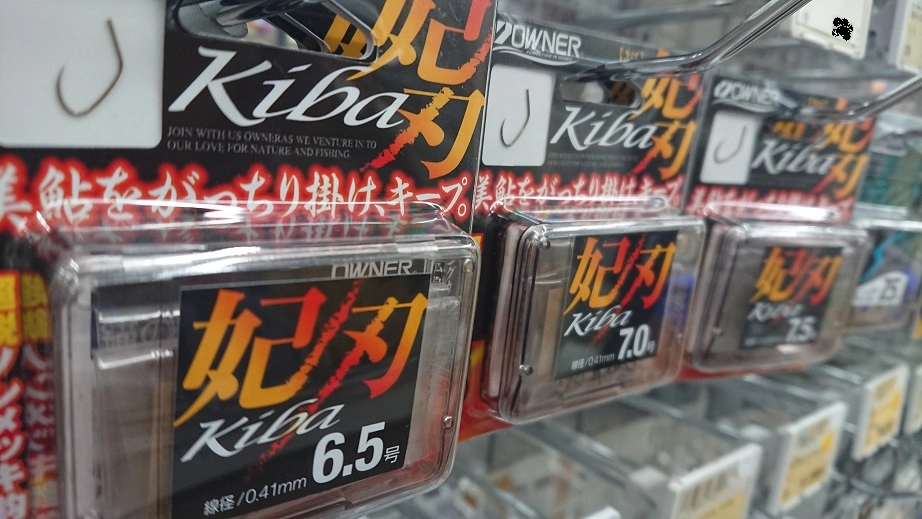 妃刃
Kiba
JOIN WITH US OWNERAS WE VENTURE IN TO
OUR LOVE FOR NATURE AND FISHING.
美鮎をがっちり掛け、キープ。
OWNER
妃刃
Kiba
6.5号
線径/0.41mm
OWNER
妃刃
Kiba
美鮎をがっちり掛け、キープ。
妃刃
Kiba
7.0号
線径/0.41mm
OWNER
妃刃
Kiba
妃刃
Kiba
7.5号
25